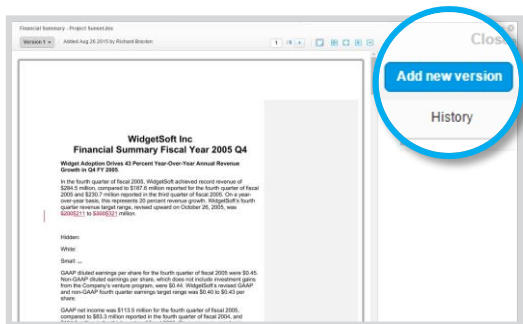 Financial Summary - Project Sunset.doc
Version 1
Added Aug 26 2015 by Richard Brierten
1
Close
Add new version
History
WidgetSoft Inc
Financial Summary Fiscal Year 2005 Q4
Widget Adoption Drives 43 Percent Year-Over-Year Annual Revenue
Growth in Q4 FY 2005.
In the fourth quarter of fiscal 2005, WidgetSoft achieved record revenue of
$284.5 million, compared to $187.6 million reported for the fourth quarter of fiscal
2005 and $230.7 million reported in the third quarter of fiscal 2005. On a year-
over-year basis, this represents 20 percent revenue growth. WidgetSoft's fourth
quarter revenue target range, revised upward on October 26, 2005, was
$200$211 to $300$321 million.
Hidden:
White:
Small: ...
GAAP diluted earnings per share for the fourth quarter of fiscal 2005 were $0.45.
Non-GAAP diluted earnings per share, which does not include investment gains
from the Company's venture program, were $0.44. WidgetSoft's revised GAAP
and non-GAAP fourth quarter earnings target range was $0.40 to $0.43 per
share.
GAAP net income was $113.5 million for the fourth quarter of fiscal 2005,
compared to $83.3 million reported in the fourth quarter of fiscal 2004, and